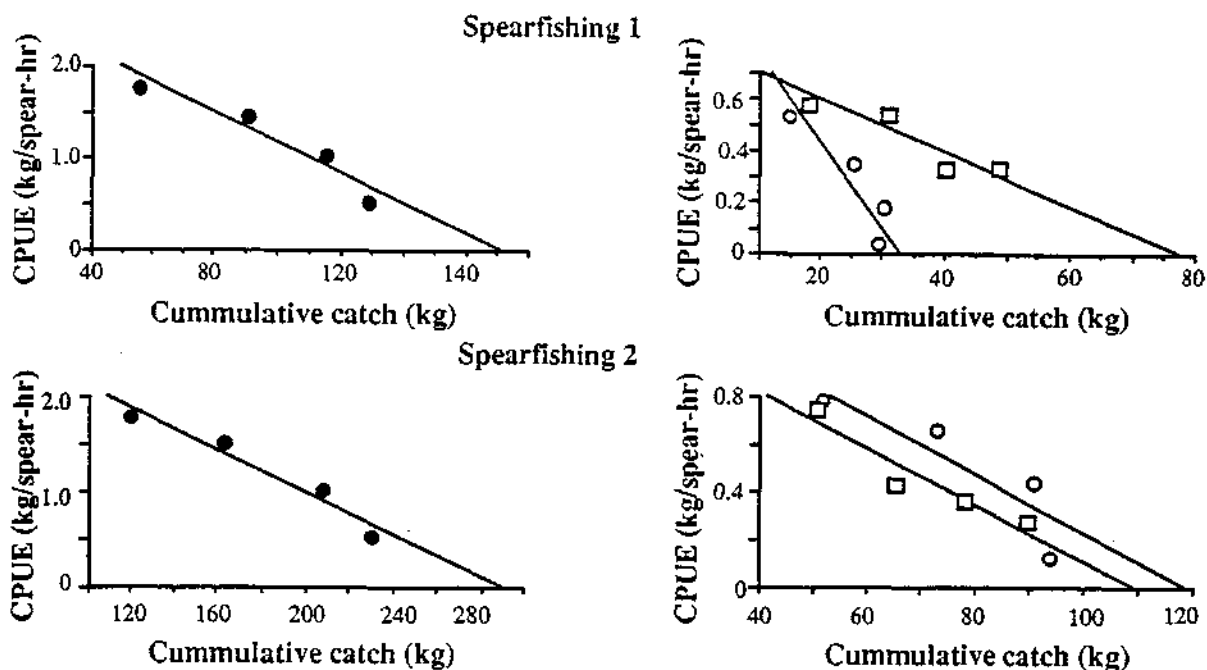 Spearfishing 1
CPUE (kg/spear-hr)
2.0
1.0
0
40 80 120 140
Cummulative catch (kg)
CPUE (kg/spear-hr)
0.6
0.4
0.2
0
20 40 60 80
Cummulative catch (kg)
Spearfishing 2
CPUE (kg/spear-hr)
2.0
1.0
0
120 160 200 240 280
Cummulative catch (kg)
CPUE (kg/spear-hr)
0.8
0.4
0
40 60 80 100 120
Cummulative catch (kg)